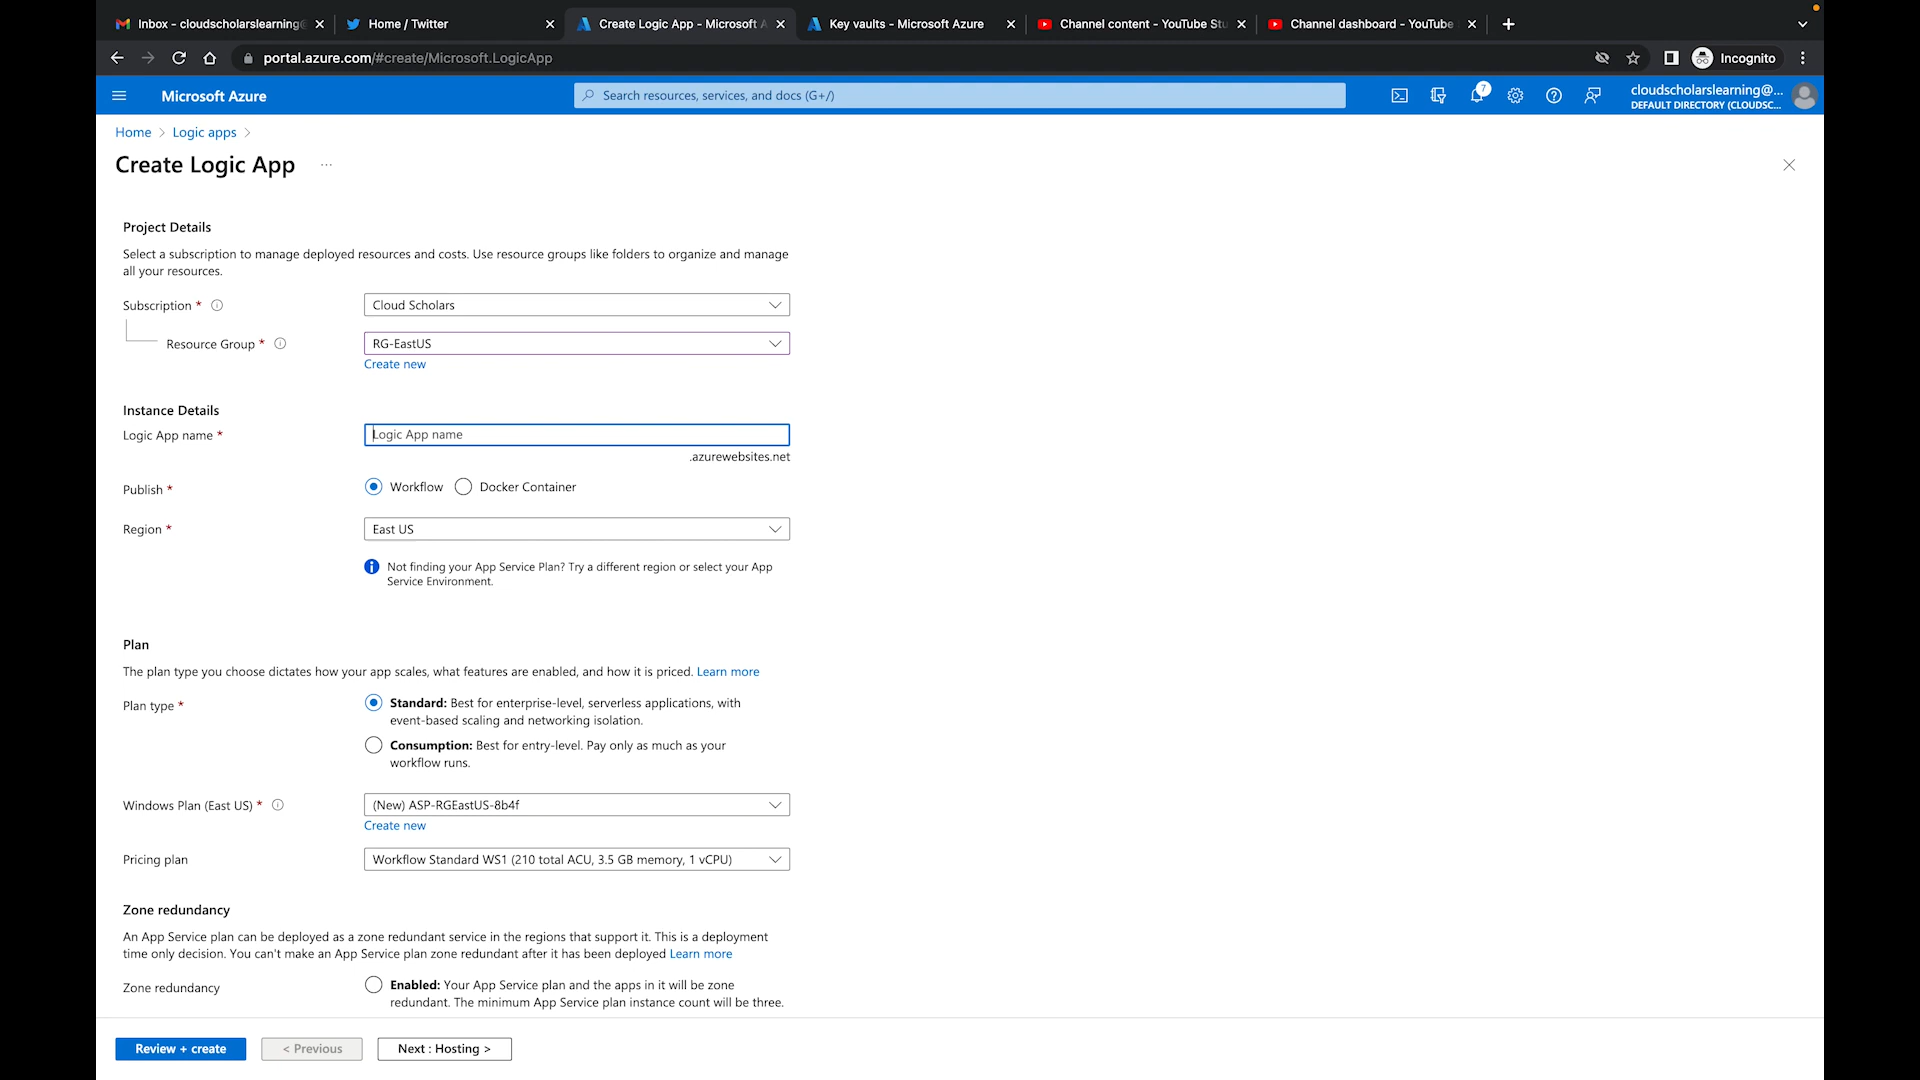 Inbox - cloudscholarslearning@
Home / Twitter
Create Logic App - Microsoft A
Key vaults - Microsoft Azure
Channel content - YouTube Stu
Channel dashboard - YouTube
portal.azure.com/#create/Microsoft.LogicApp
Incognito
Microsoft Azure
Search resources, services, and docs (G+/)
7
cloudscholarslearning@...
DEFAULT DIRECTORY (CLOUDSC...
Home > Logic apps >
Create Logic App ...
Project Details
Select a subscription to manage deployed resources and costs. Use resource groups like folders to organize and manage
all your resources.
Subscription * Cloud Scholars
Resource Group * RG-EastUS
Create new
Instance Details
Logic App name * Logic App name
.azurewebsites.net
Publish * Workflow Docker Container
Region * East US
Not finding your App Service Plan? Try a different region or select your App
Service Environment.
Plan
The plan type you choose dictates how your app scales, what features are enabled, and how it is priced. Learn more
Plan type * Standard: Best for enterprise-level, serverless applications, with
event-based scaling and networking isolation.
Consumption: Best for entry-level. Pay only as much as your
workflow runs.
Windows Plan (East US) * (New) ASP-RGEastUS-8b4f
Create new
Pricing plan Workflow Standard WS1 (210 total ACU, 3.5 GB memory, 1 vCPU)
Zone redundancy
An App Service plan can be deployed as a zone redundant service in the regions that support it. This is a deployment
time only decision. You can't make an App Service plan zone redundant after it has been deployed Learn more
Zone redundancy Enabled: Your App Service plan and the apps in it will be zone
redundant. The minimum App Service plan instance count will be three.
Review + create < Previous Next : Hosting >